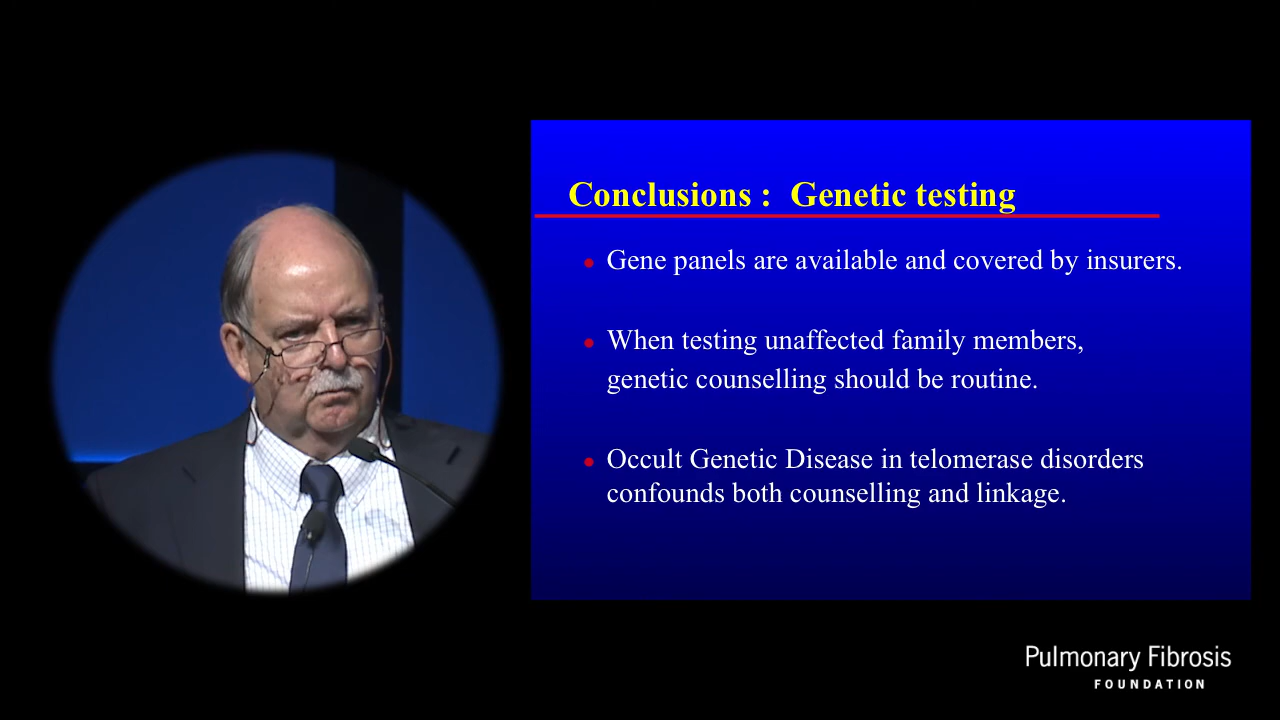 Conclusions : Genetic testing
Gene panels are available and covered by insurers.
When testing unaffected family members,
genetic counselling should be routine.
Occult Genetic Disease in telomerase disorders
confounds both counselling and linkage.
Pulmonary Fibrosis
FOUNDATION